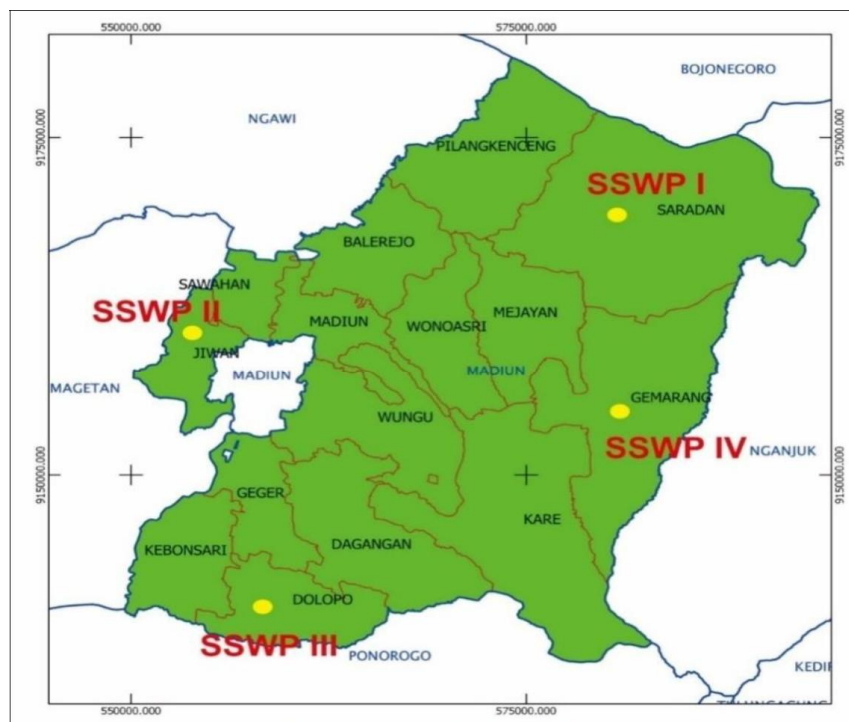 550000.000
575000.000
BOJONEGORO
NGAWI
9175000.000
9175000.000
PILANGKENCENG
SSWP I
SARADAN
BALEREJO
SAWAHAN
SSWP II
MADIUN
WONOASRI
MEJAYAN
JIWAN
MADIUN
MADIUN
MAGETAN
GEMARANG
WUNGU
SSWP IV
NGANJUK
9150000.000
9150000.000
GEGER
KARE
DAGANGAN
KEBONSARI
DOLOPO
SSWP III
PONOROGO
550000.000
575000.000